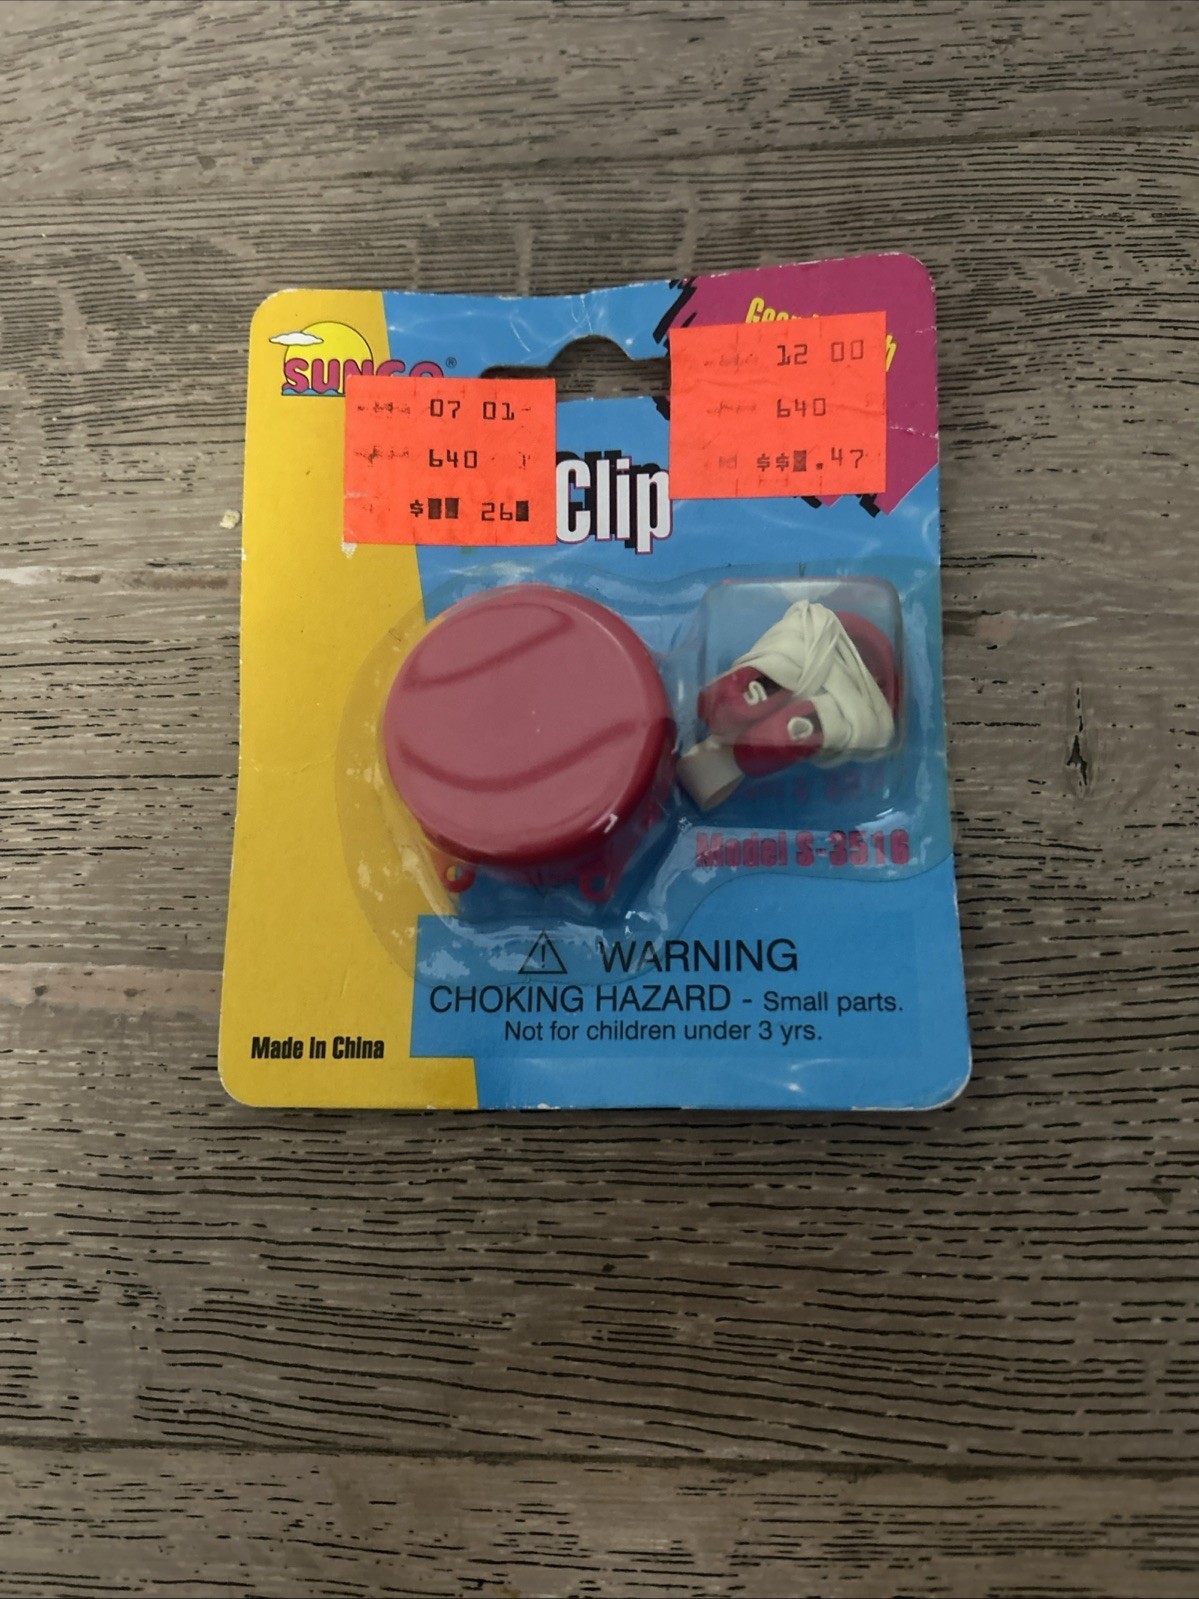 SUNGO®
07 01
640
$ 26
12 00
640
$$ .47
Clip
S
Model S-3516
WARNING
CHOKING HAZARD - Small parts.
Not for children under 3 yrs.
Made in China